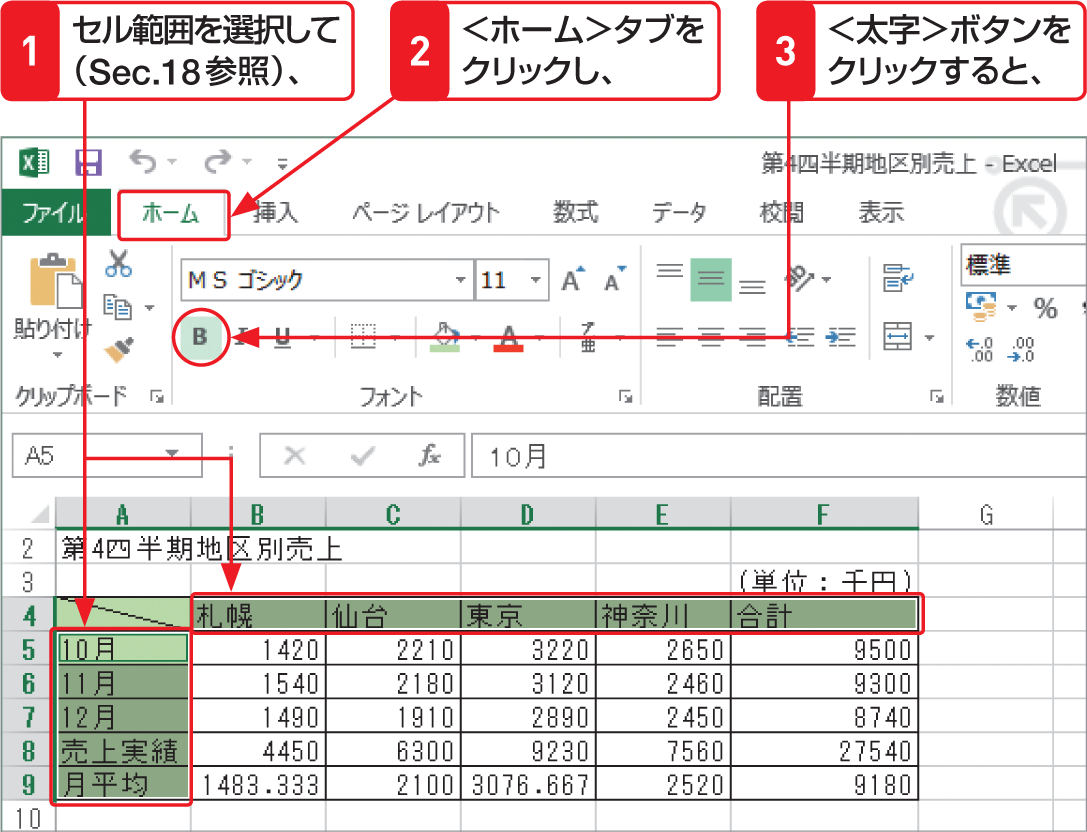 1 セル範囲を選択して
（Sec.18参照）、
2 ＜ホーム＞タブを
クリックし、
3 ＜太字＞ボタンを
クリックすると、
第4四半期地区別売上 - Excel
ファイル ホーム 挿入 ページ レイアウト 数式 データ 校閲 表示
ＭＳ ゴシック 11 A A 標準
貼り付け B I U A 亜 %
←.0 .00 .00 →.0
クリップボード フォント 配置 数値
A5 fx 10月
A B C D E F G
2 第4四半期地区別売上
3 (単位：千円)
4 札幌 仙台 東京 神奈川 合計
5 10月 1420 2210 3220 2650 9500
6 11月 1540 2180 3120 2460 9300
7 12月 1490 1910 2890 2450 8740
8 売上実績 4450 6300 9230 7560 27540
9 月平均 1483.333 2100 3076.667 2520 9180
10